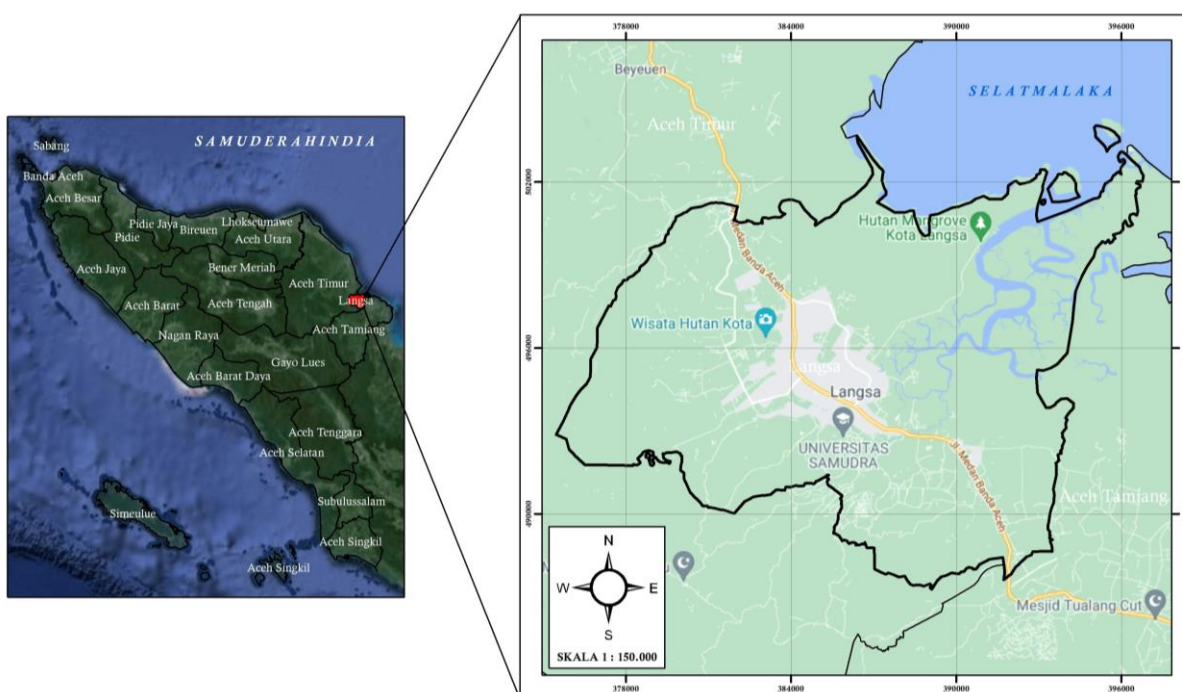 SAMUDERAHINDIA
Sabang
Banda Aceh
Aceh Besar
Pidie Jaya
Pidie
Bireuen
Lhokseumawe
Aceh Utara
Aceh Jaya
Bener Meriah
Aceh Timur
Aceh Barat
Aceh Tengah
Langsa
Nagan Raya
Aceh Tamiang
Gayo Lues
Aceh Barat Daya
Aceh Tenggara
Aceh Selatan
Subulussalam
Simeulue
Aceh Singkil
Aceh Singkil
378000
384000
390000
396000
Beyeuen
Aceh Timur
SELATMALAKA
502000
502000
Hutan Mangrove
Kota Langsa
Jl. Medan Banda Aceh
Wisata Hutan Kota
496000
496000
Langsa
Langsa
UNIVERSITAS
SAMUDRA
Jl. Medan Banda Aceh
Aceh Tamiang
490000
490000
Mesjid Tualang Cut
N
W
E
S
SKALA 1 : 150.000
378000
384000
390000
396000